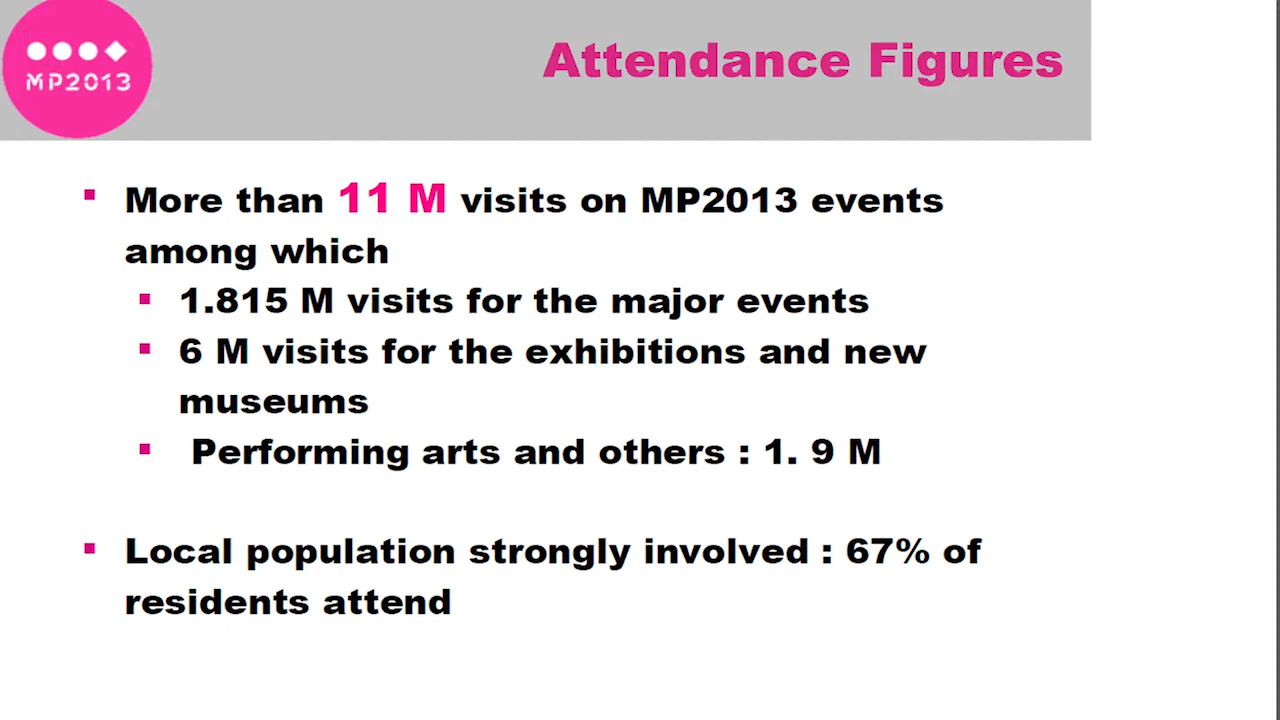 MP2013
Attendance Figures
More than 11 M visits on MP2013 events
among which
1.815 M visits for the major events
6 M visits for the exhibitions and new
museums
Performing arts and others : 1. 9 M
Local population strongly involved : 67% of
residents attend